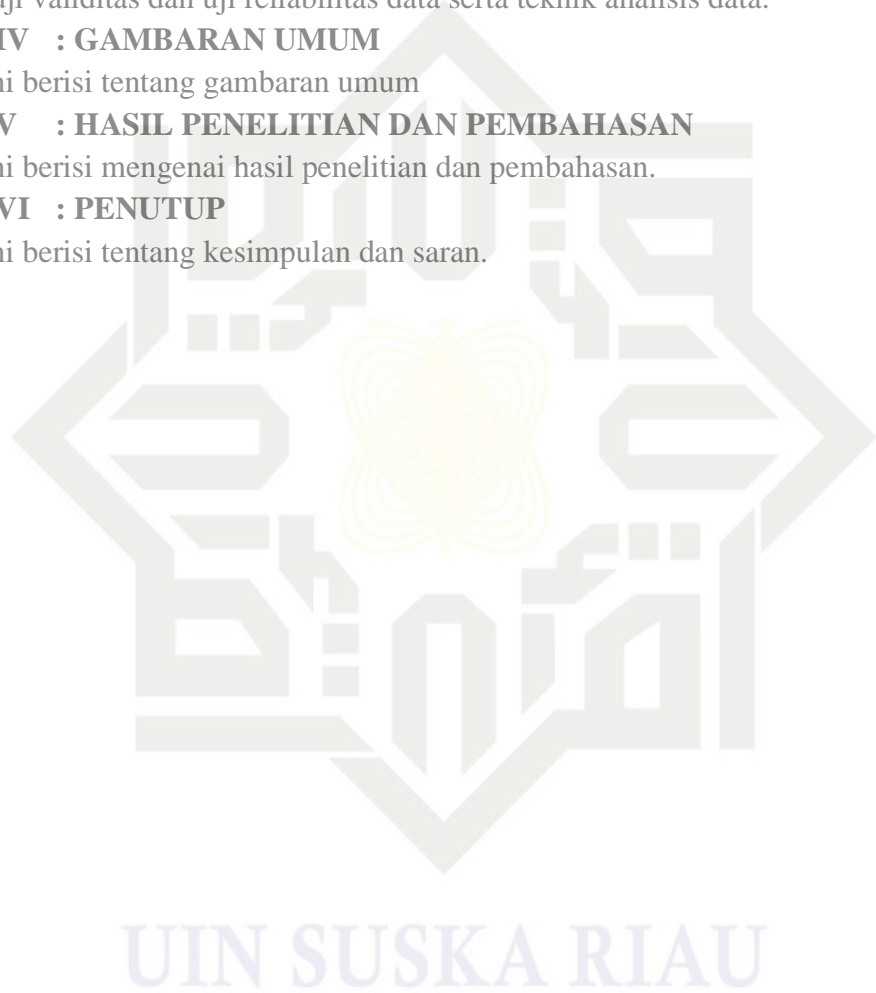 uji validitas dan uji reliabilitas data serta teknik analisis data.
IV : GAMBARAN UMUM
ni berisi tentang gambaran umum
V : HASIL PENELITIAN DAN PEMBAHASAN
ni berisi mengenai hasil penelitian dan pembahasan.
VI : PENUTUP
ni berisi tentang kesimpulan dan saran.
UIN SUSKA RIAU